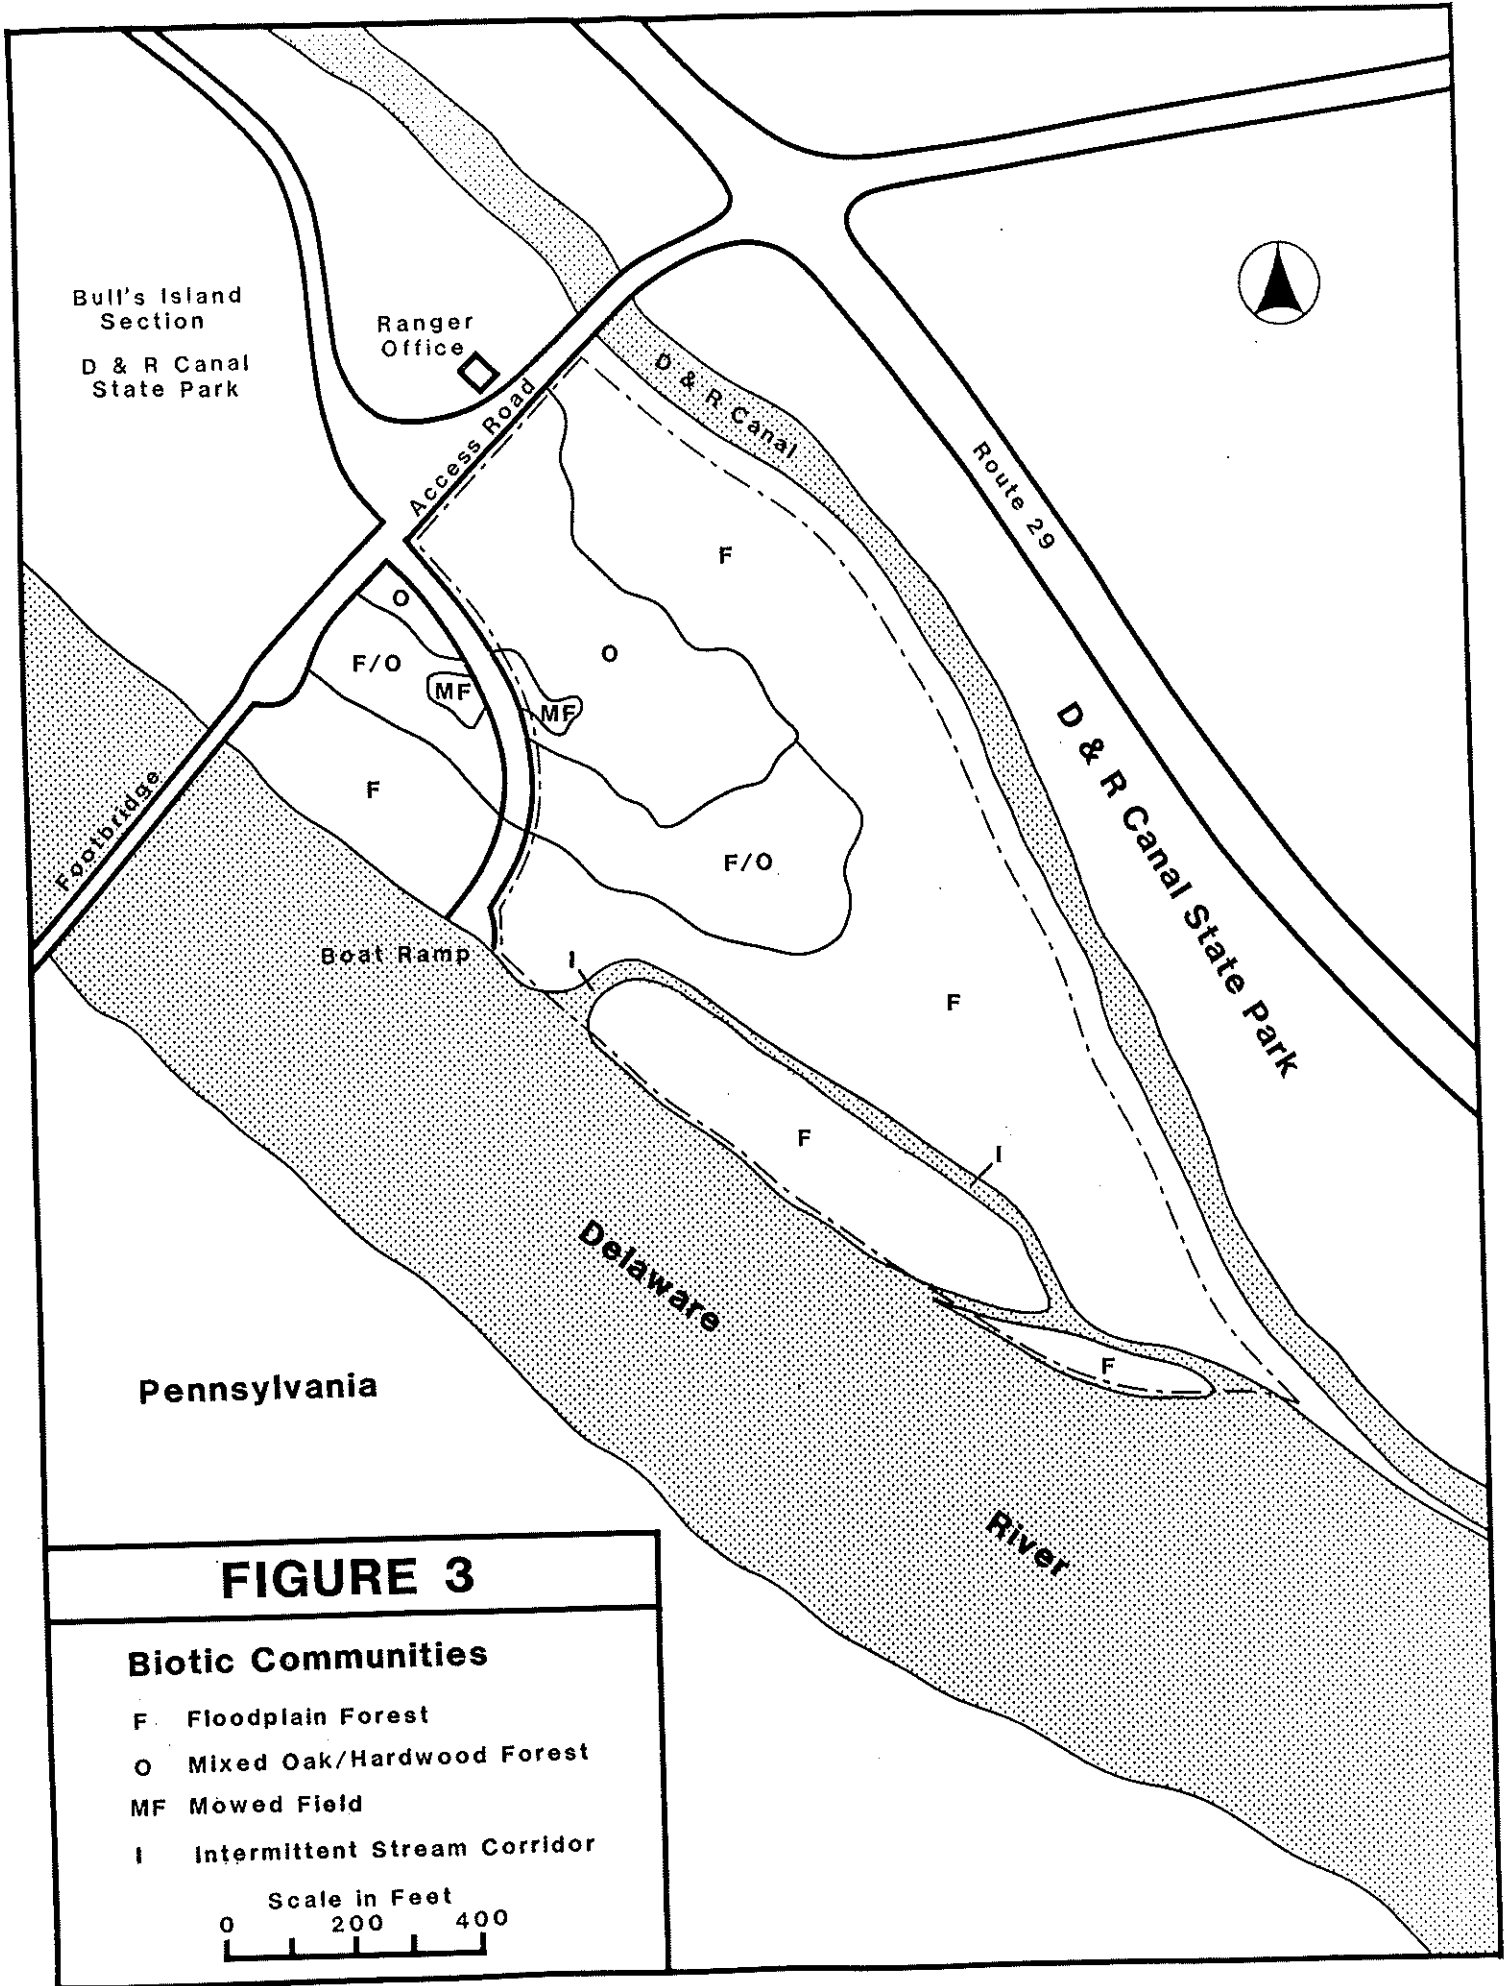 Bull's Island
Section
D & R Canal
State Park
Ranger
Office
Access Road
D & R Canal
Route 29
F
O
O
F/O
MF
MF
D & R Canal State Park
F
Footbridge
F/O
Boat Ramp
I
F
F
I
Delaware
F
Pennsylvania
River
FIGURE 3
Biotic Communities
F Floodplain Forest
O Mixed Oak/Hardwood Forest
MF Mowed Field
I Intermittent Stream Corridor
Scale in Feet
0 200 400